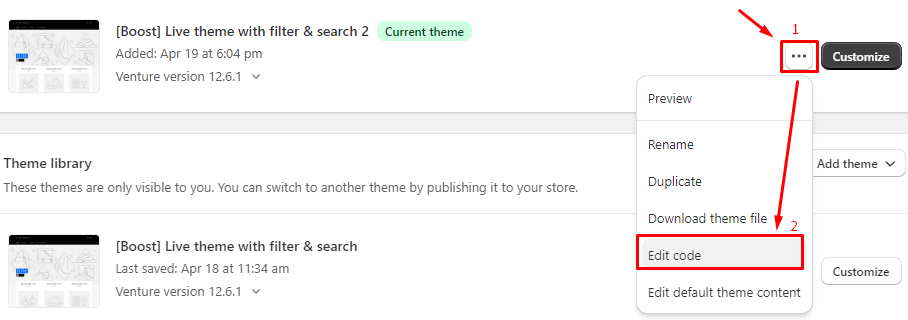 [Boost] Live theme with filter & search 2 Current theme
Added: Apr 19 at 6:04 pm
Venture version 12.6.1
1
Customize
Preview
Rename
Duplicate
Download theme file
2
Edit code
Edit default theme content
Theme library
Add theme
These themes are only visible to you. You can switch to another theme by publishing it to your store.
[Boost] Live theme with filter & search
Last saved: Apr 18 at 11:34 am
Venture version 12.6.1
Customize